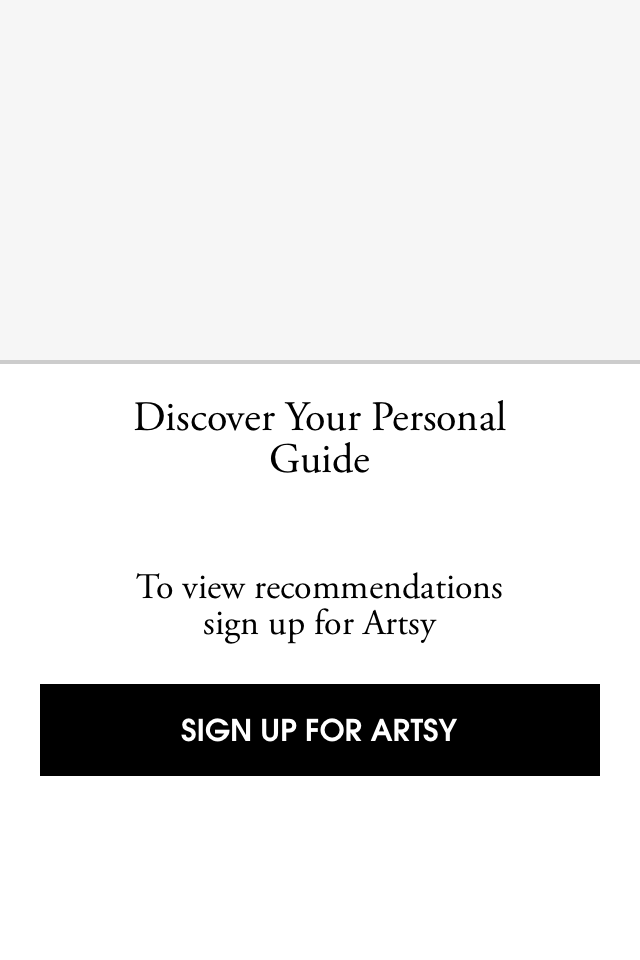 Discover Your Personal
Guide
To view recommendations
sign up for Artsy
SIGN UP FOR ARTSY